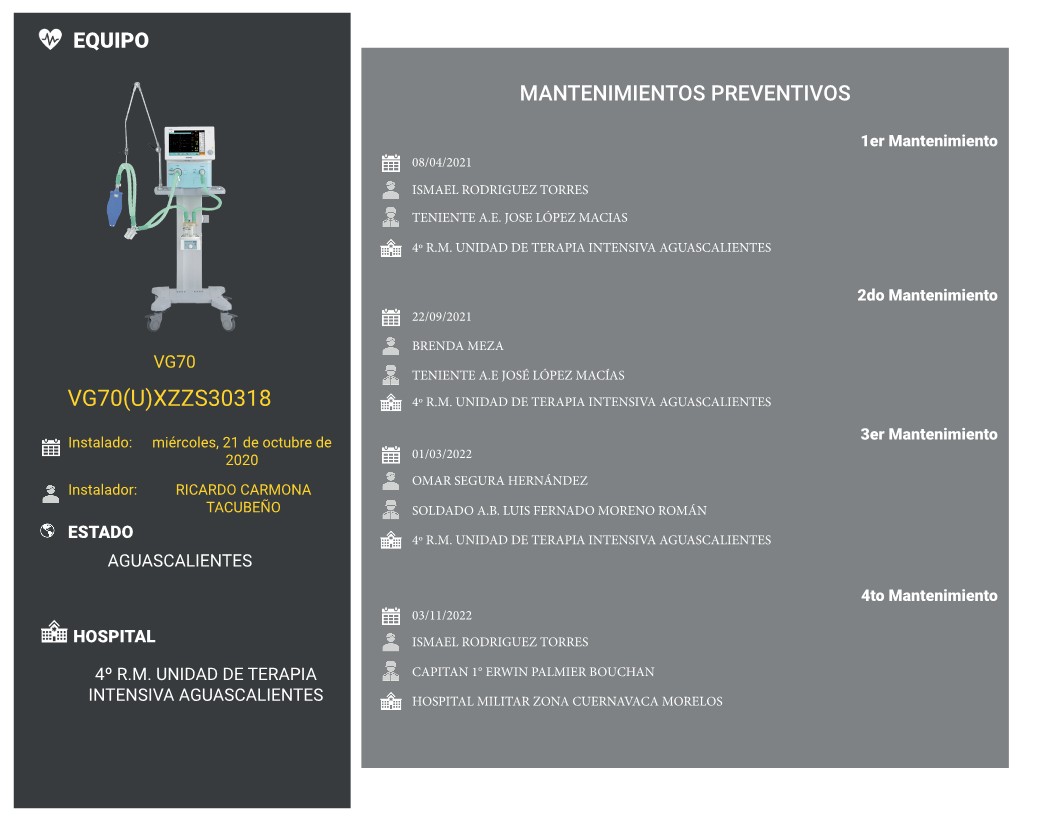 EQUIPO
VG70
VG70(U)XZZS30318
Instalado: miércoles, 21 de octubre de
2020
Instalador: RICARDO CARMONA
TACUBEÑO
ESTADO
AGUASCALIENTES
HOSPITAL
4º R.M. UNIDAD DE TERAPIA
INTENSIVA AGUASCALIENTES
MANTENIMIENTOS PREVENTIVOS
1er Mantenimiento
08/04/2021
ISMAEL RODRIGUEZ TORRES
TENIENTE A.E. JOSE LÓPEZ MACIAS
4º R.M. UNIDAD DE TERAPIA INTENSIVA AGUASCALIENTES
2do Mantenimiento
22/09/2021
BRENDA MEZA
TENIENTE A.E JOSÉ LÓPEZ MACÍAS
4º R.M. UNIDAD DE TERAPIA INTENSIVA AGUASCALIENTES
3er Mantenimiento
01/03/2022
OMAR SEGURA HERNÁNDEZ
SOLDADO A.B. LUIS FERNADO MORENO ROMÁN
4º R.M. UNIDAD DE TERAPIA INTENSIVA AGUASCALIENTES
4to Mantenimiento
03/11/2022
ISMAEL RODRIGUEZ TORRES
CAPITAN 1° ERWIN PALMIER BOUCHAN
HOSPITAL MILITAR ZONA CUERNAVACA MORELOS